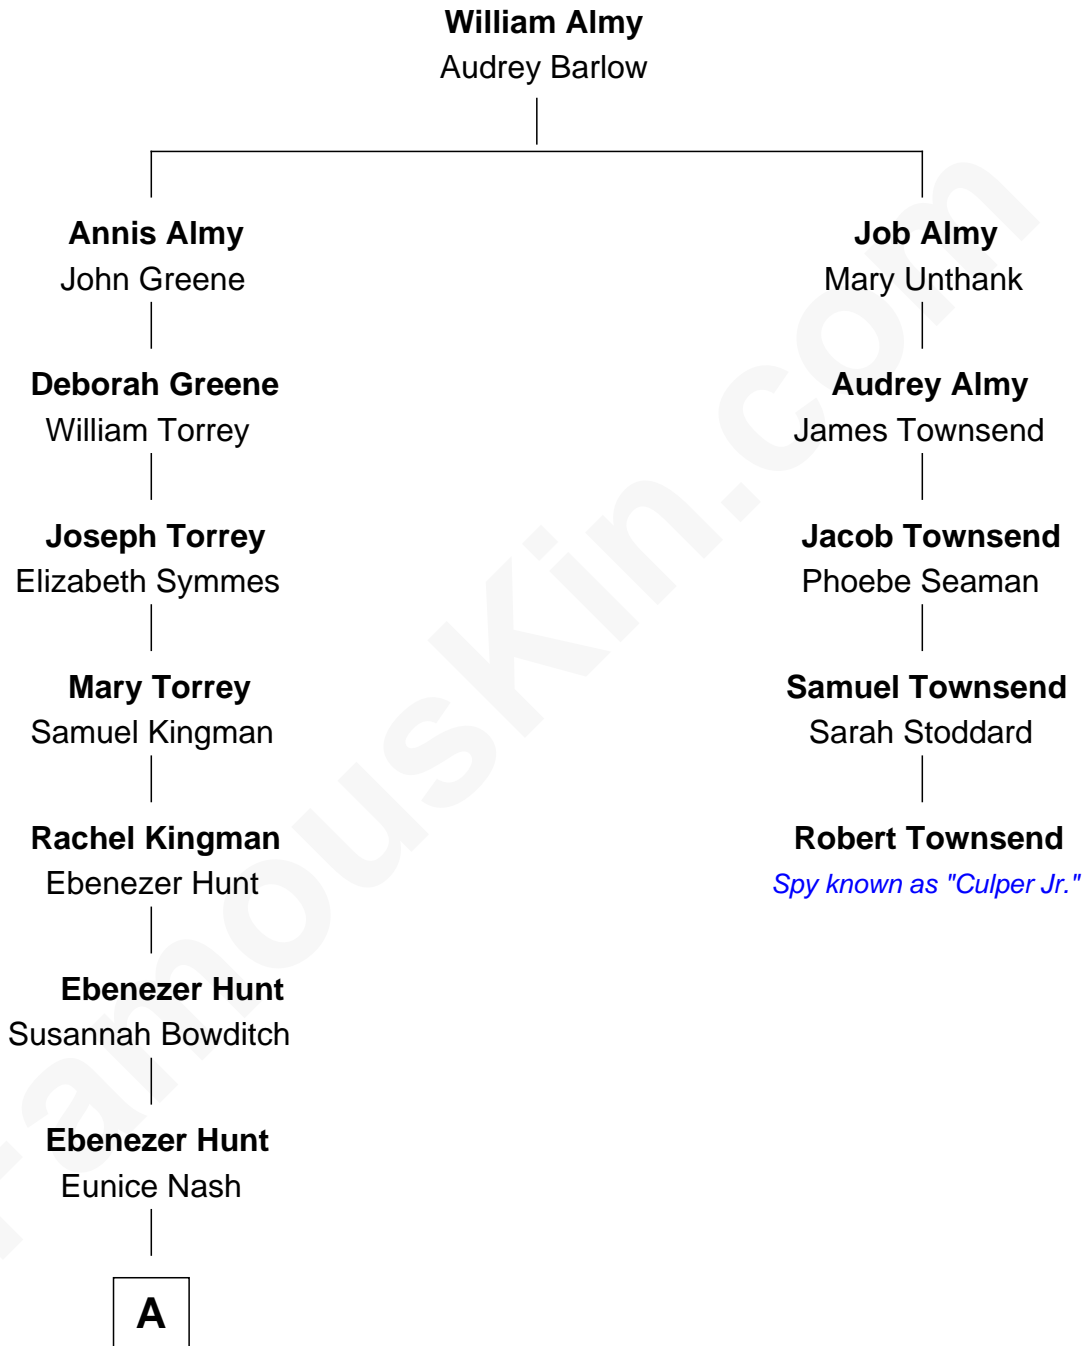 William Almy
Audrey Barlow
Annis Almy
John Greene
Job Almy
Mary Unthank
Deborah Greene
William Torrey
Audrey Almy
James Townsend
Joseph Torrey
Elizabeth Symmes
Jacob Townsend
Phoebe Seaman
Mary Torrey
Samuel Kingman
Samuel Townsend
Sarah Stoddard
Rachel Kingman
Ebenezer Hunt
Robert Townsend
Spy known as "Culper Jr."
Ebenezer Hunt
Susannah Bowditch
Ebenezer Hunt
Eunice Nash
A
FamousKin.com